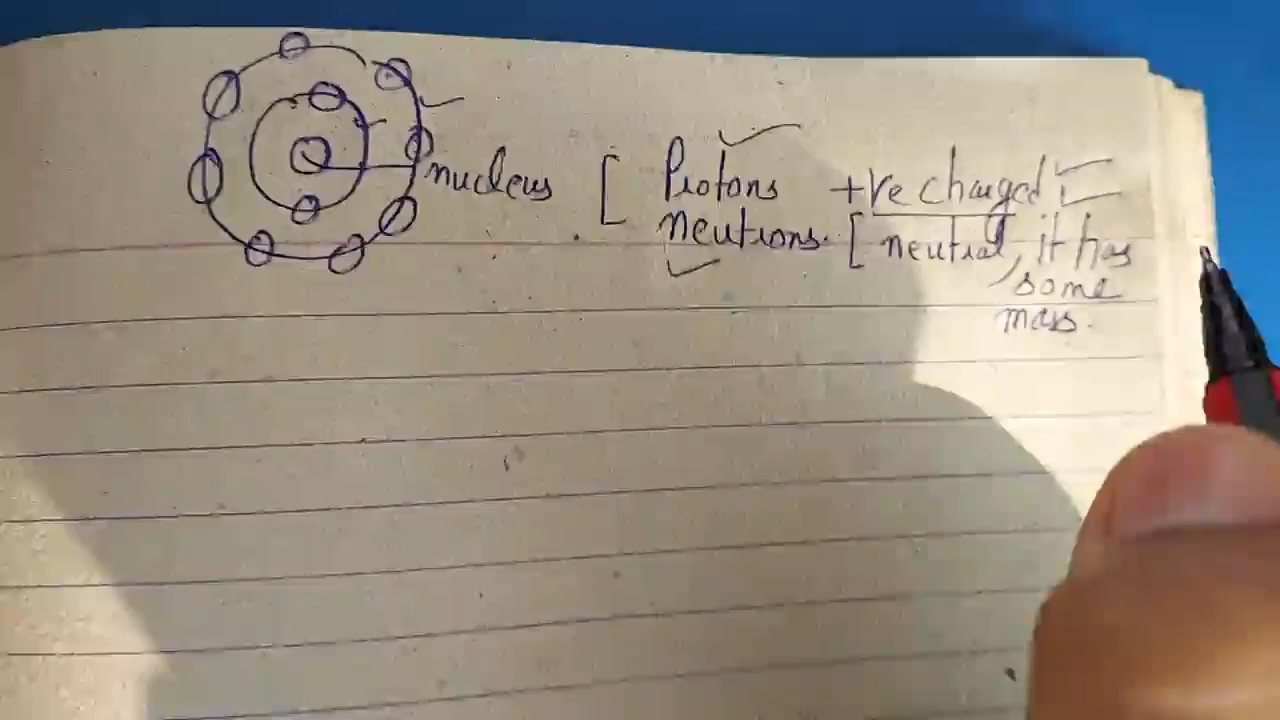 nucleus [ Protons +ve charged
neutrons. [ neutral, it has
some
mass.